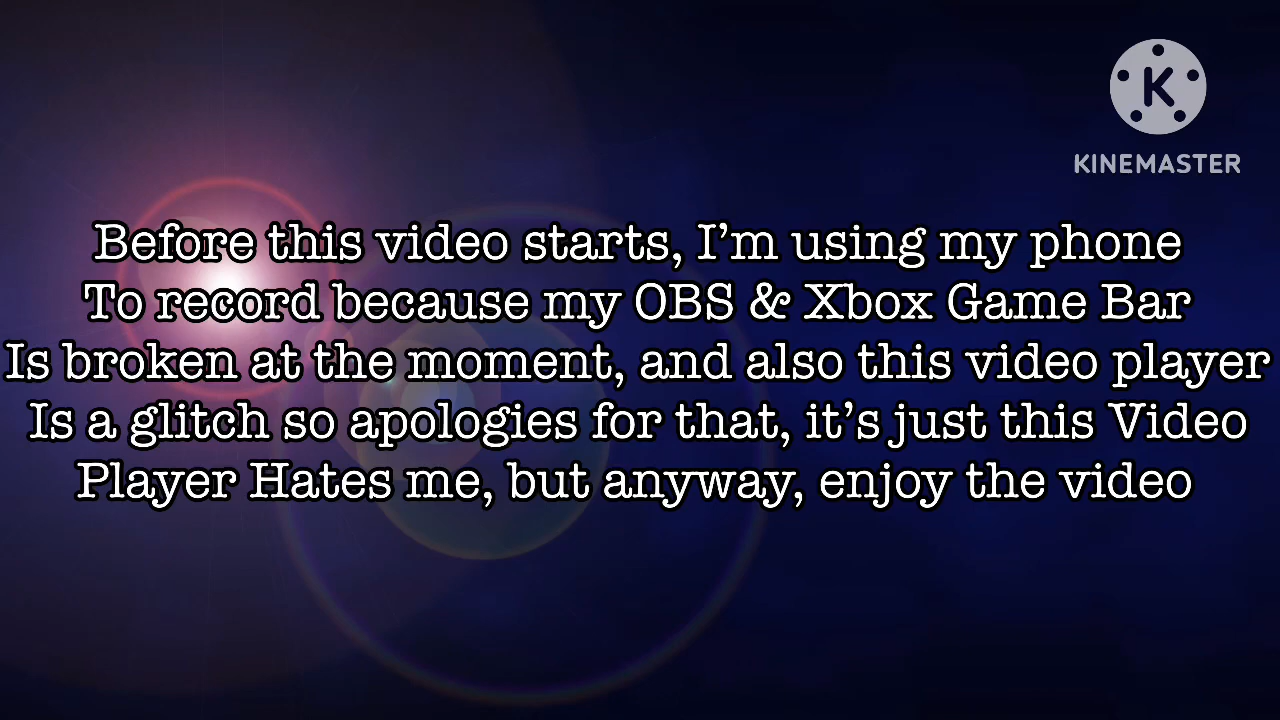 K
KINEMASTER
Before this video starts, I’m using my phone
To record because my OBS & Xbox Game Bar
Is broken at the moment, and also this video player
Is a glitch so apologies for that, it’s just this Video
Player Hates me, but anyway, enjoy the video